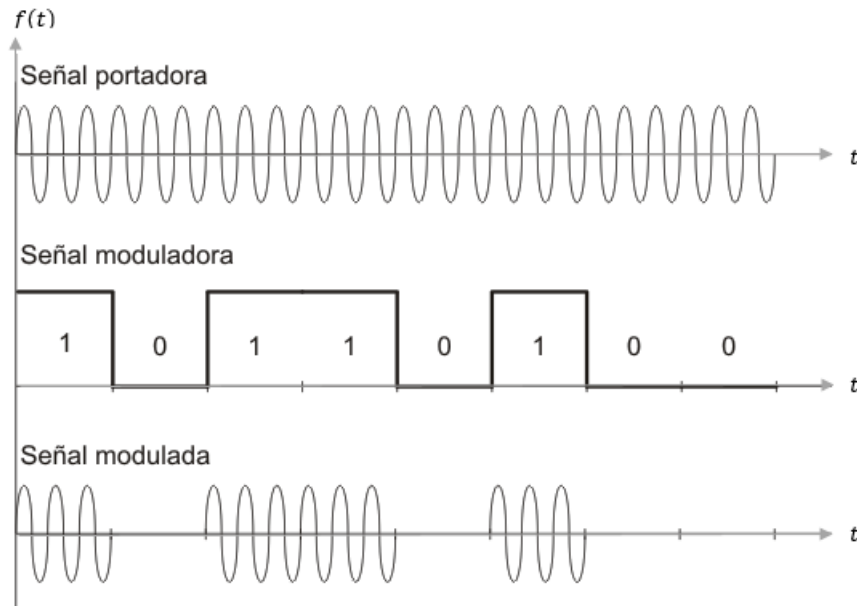 f(t)
Señal portadora
t
Señal moduladora
1 0 1 1 0 1 0 0
t
Señal modulada
t